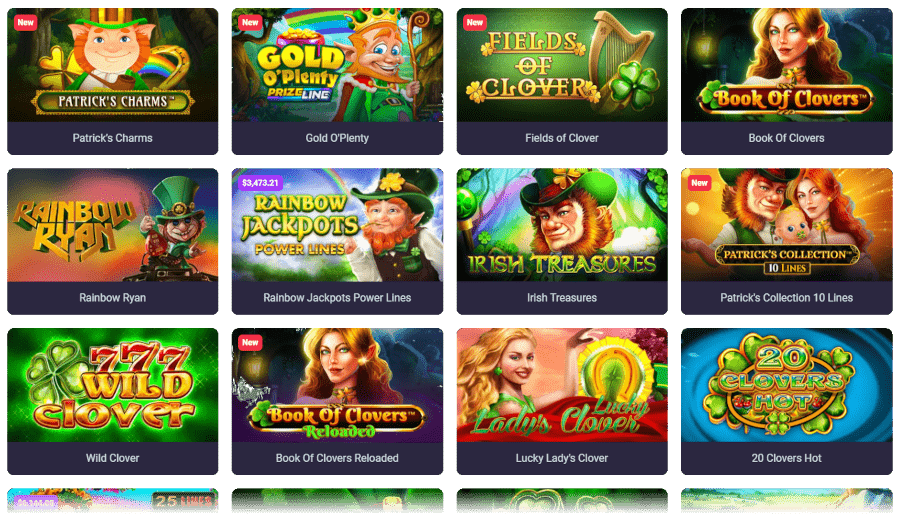 New
PATRICK'S CHARMS™
Patrick's Charms
New
GOLD
O'PLENTY
PRIZE LINE
Gold O'Plenty
New
FIELDS
OF
CLOVER
Fields of Clover
BOOK OF CLOVERS™
Book Of Clovers
RAINBOW
RYAN
Rainbow Ryan
$3,473.21
RAINBOW
JACKPOTS
POWER LINES
Rainbow Jackpots Power Lines
IRISH TREASURES
Irish Treasures
New
PATRICK'S COLLECTION™
10 LINES
Patrick's Collection 10 Lines
777
WILD
clover
Wild Clover
New
BOOK OF CLOVERS™
Reloaded
Book Of Clovers Reloaded
Lucky
Lady's Clover
Lucky Lady's Clover
20
CLOVERS
HOT
20 Clovers Hot
25 LINES